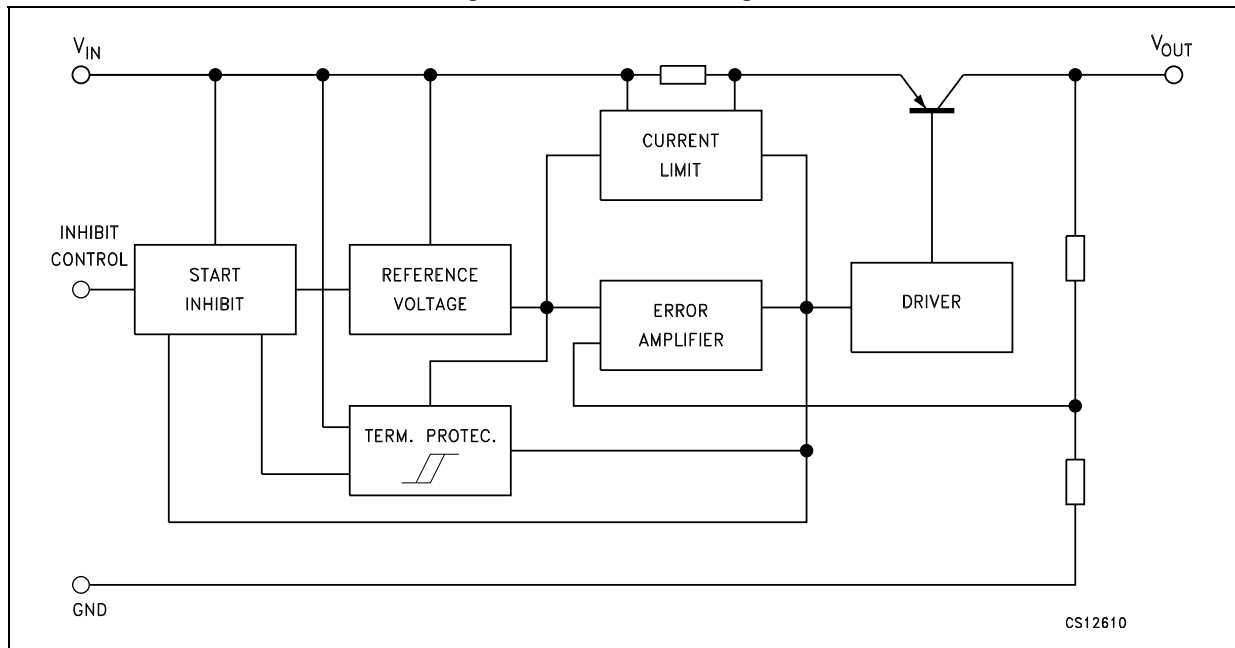 V_IN
V_OUT
CURRENT
LIMIT
INHIBIT
CONTROL
START
INHIBIT
REFERENCE
VOLTAGE
ERROR
AMPLIFIER
DRIVER
TERM. PROTEC.
GND
CS12610